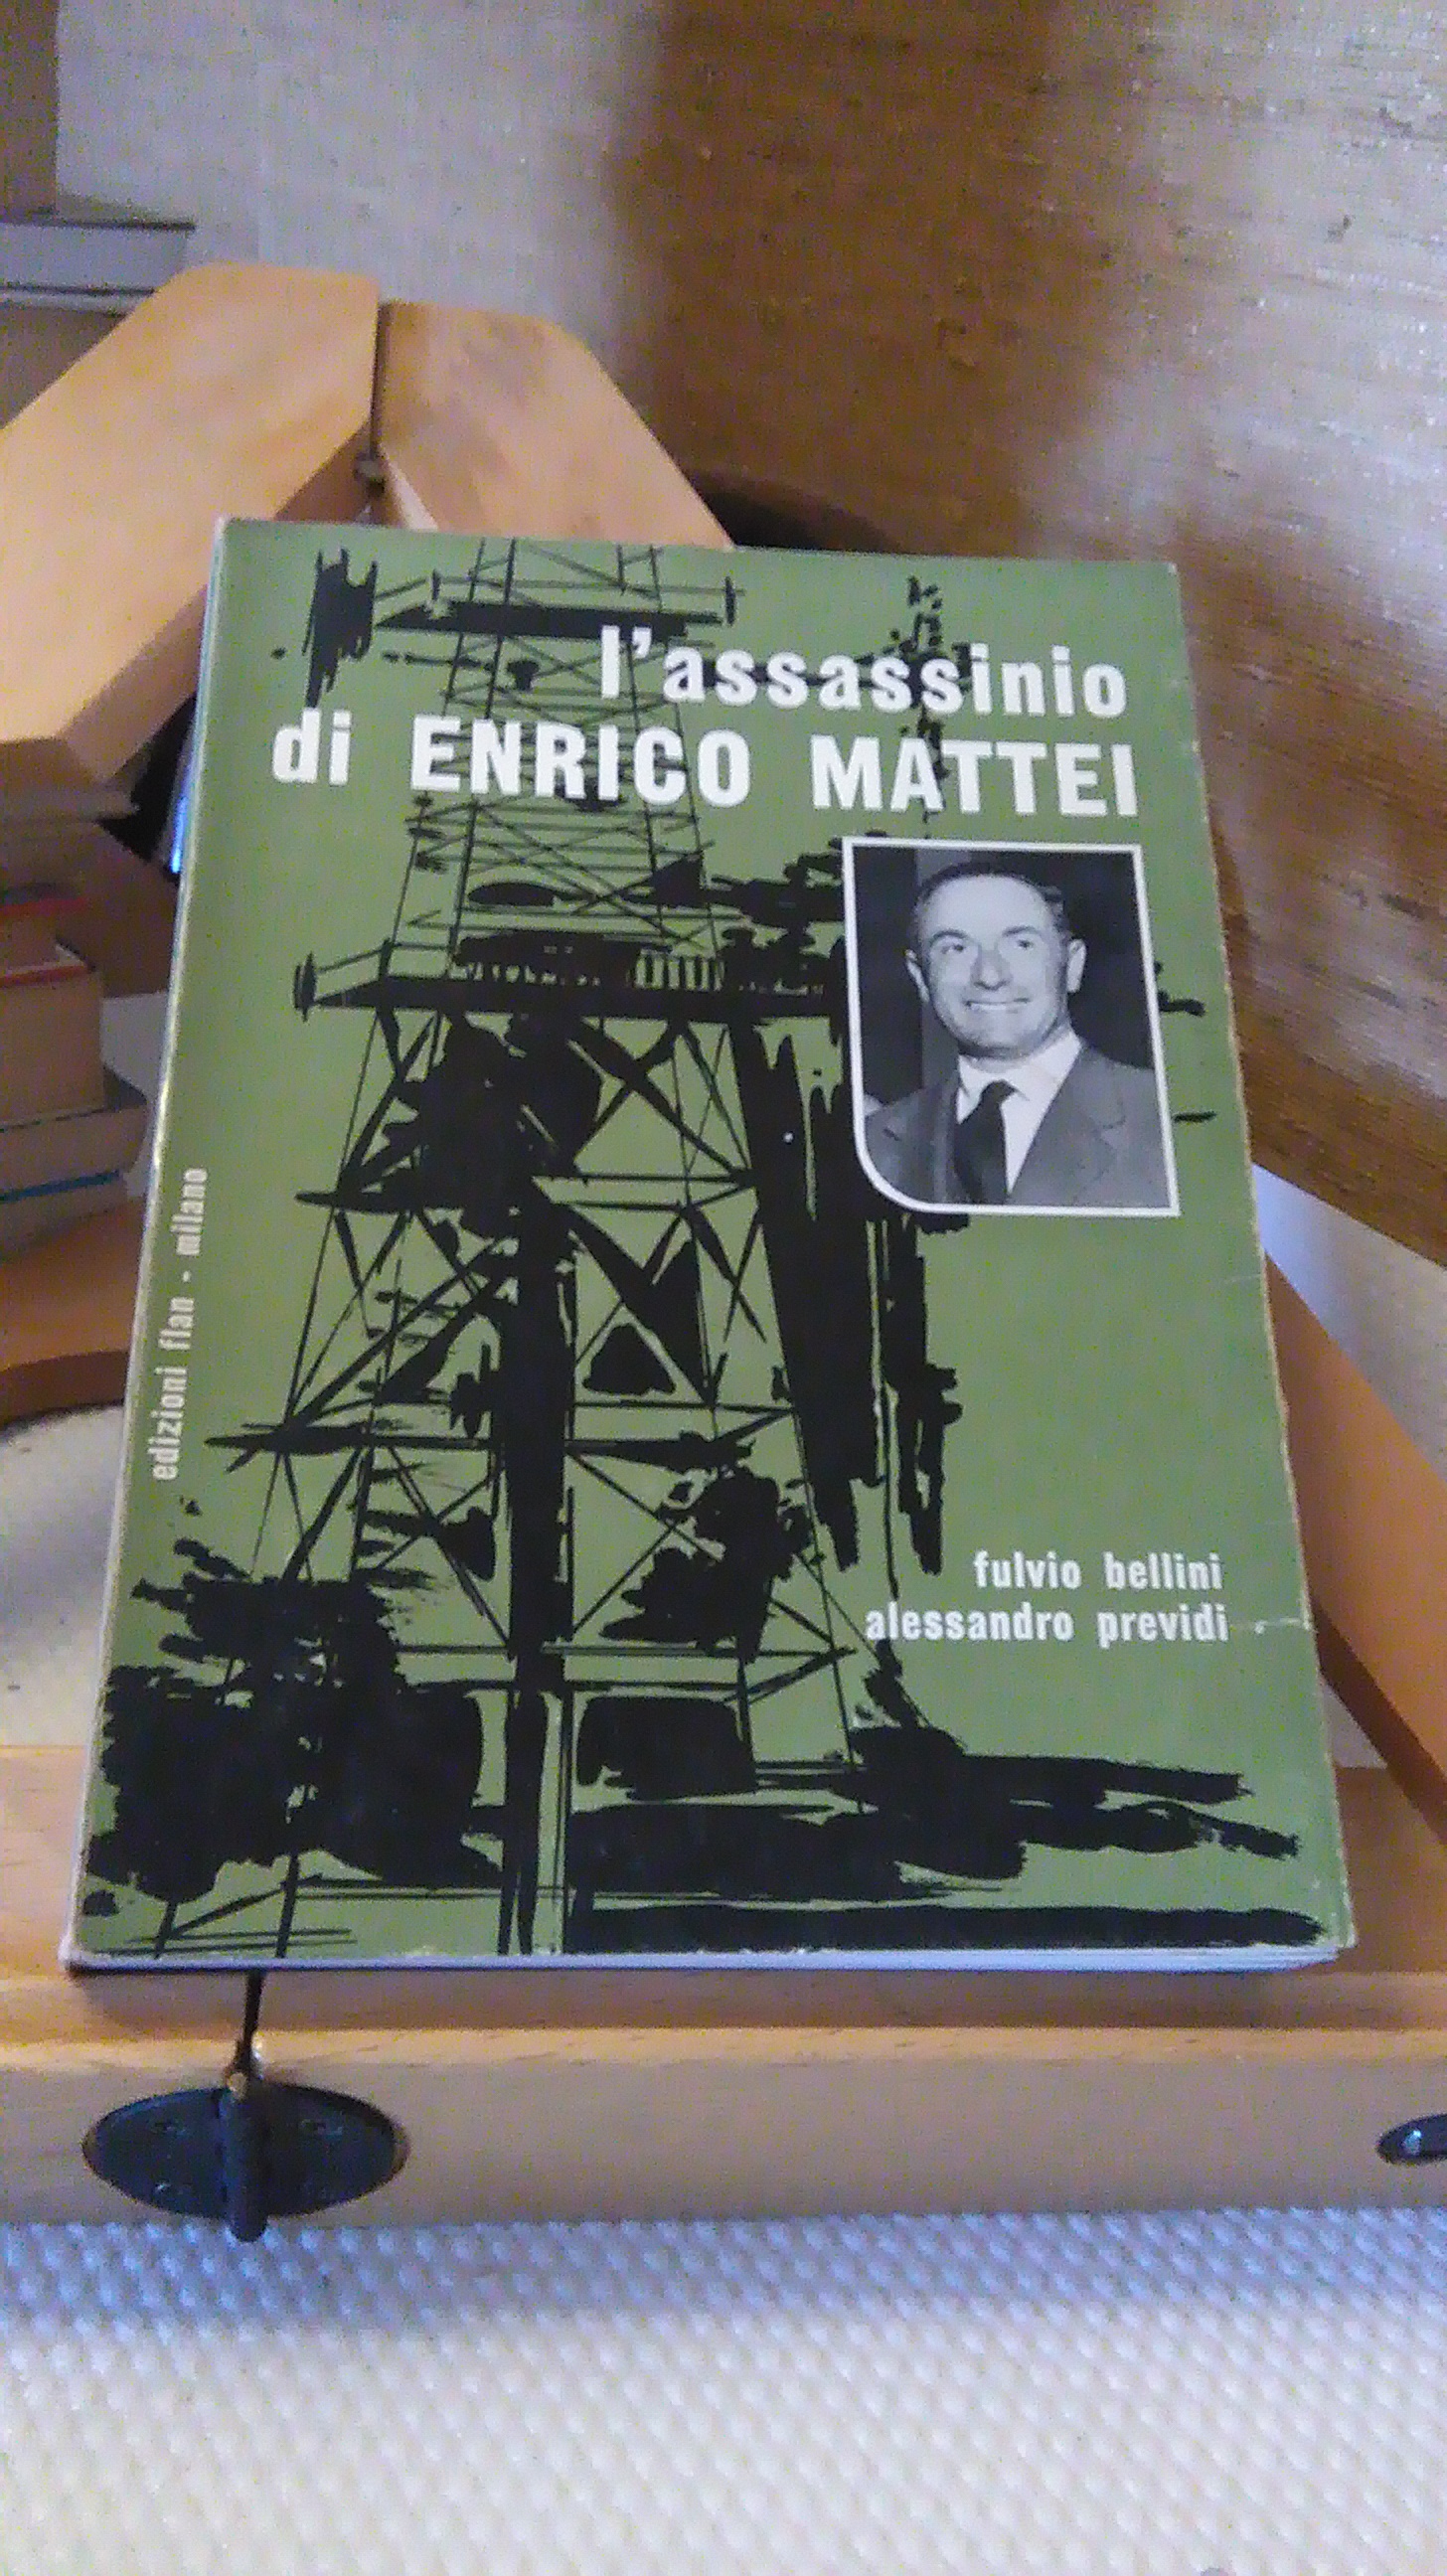 l'assassinio
di ENRICO MATTEI
edizioni flan - milano
fulvio bellini
alessandro previdi